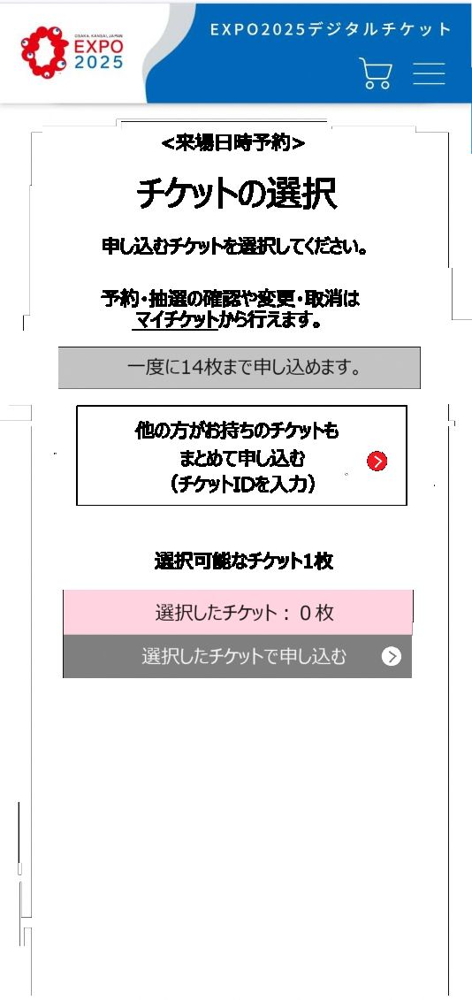 OSAKA, KANSAI, JAPAN
EXPO
2025
EXPO2025デジタルチケット
<来場日時予約>
チケットの選択
申し込むチケットを選択してください。
予約・抽選の確認や変更・取消は
マイチケットから行えます。
一度に14枚まで申し込めます。
他の方がお持ちのチケットも
まとめて申し込む
（チケットIDを入力）
選択可能なチケット1枚
選択したチケット： 0 枚
選択したチケットで申し込む